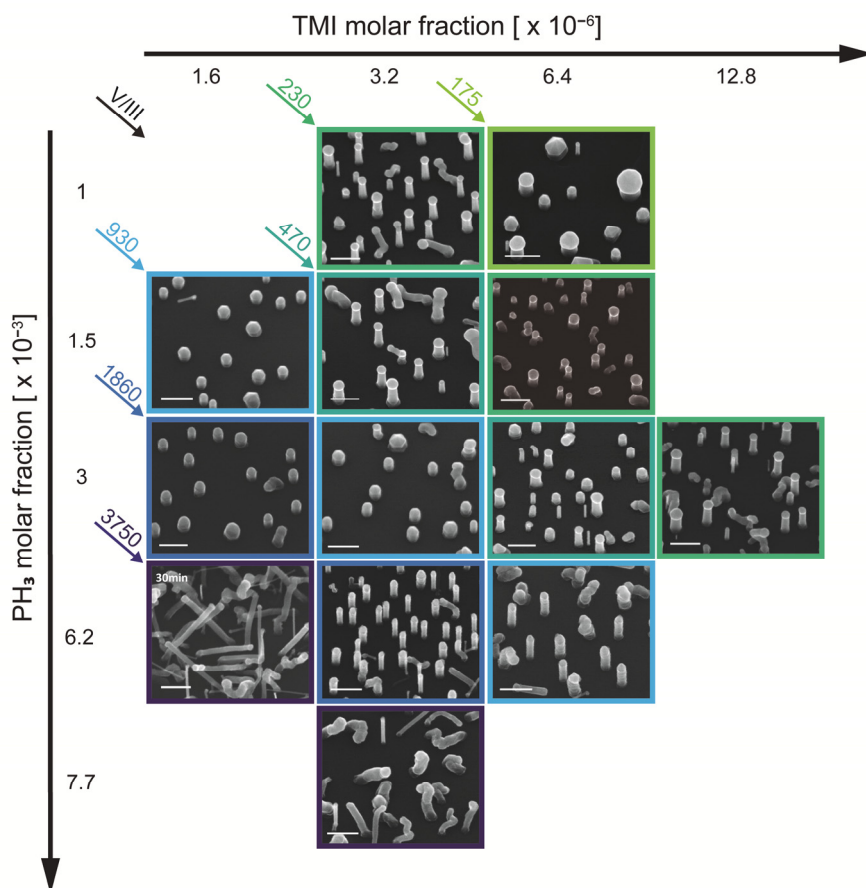 TMI molar fraction [ x 10⁻⁶]
1.6 3.2 6.4 12.8
V/III 230 175
1
930 470
PH₃ molar fraction [ x 10⁻³]
1.5
1860
3
3750
30min
6.2
7.7